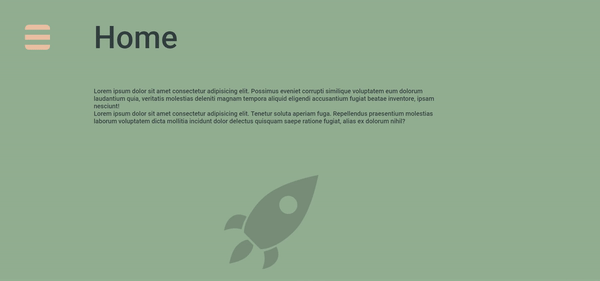 Home
Lorem ipsum dolor sit amet consectetur adipisicing elit. Possimus eveniet corrupti similique voluptatem eum dolorum
laudantium quia, veritatis molestias deleniti magnam tempora aliquid eligendi accusantium fugiat beatae inventore, ipsam
nesciunt!
Lorem ipsum dolor sit amet consectetur adipisicing elit. Tenetur soluta aperiam fuga. Repellendus praesentium molestias
laborum voluptatem dicta mollitia incidunt dolor delectus quisquam saepe ratione fugiat, alias ex dolorum nihil?